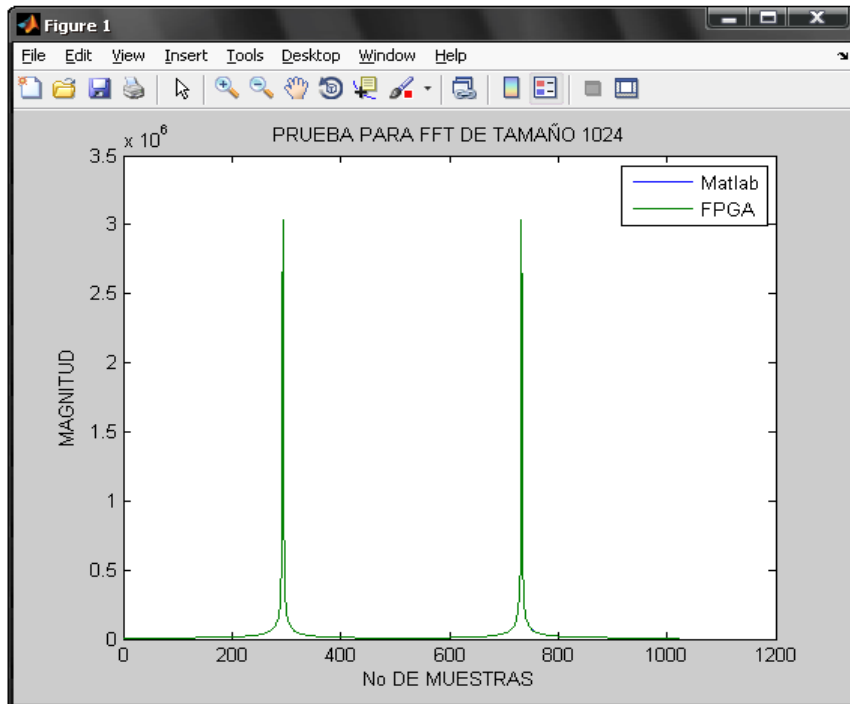 Figure 1
File Edit View Insert Tools Desktop Window Help
PRUEBA PARA FFT DE TAMAÑO 1024
x 10^6
3.5
3
2.5
2
1.5
1
0.5
0
MAGNITUD
Matlab
FPGA
0 200 400 600 800 1000 1200
No DE MUESTRAS